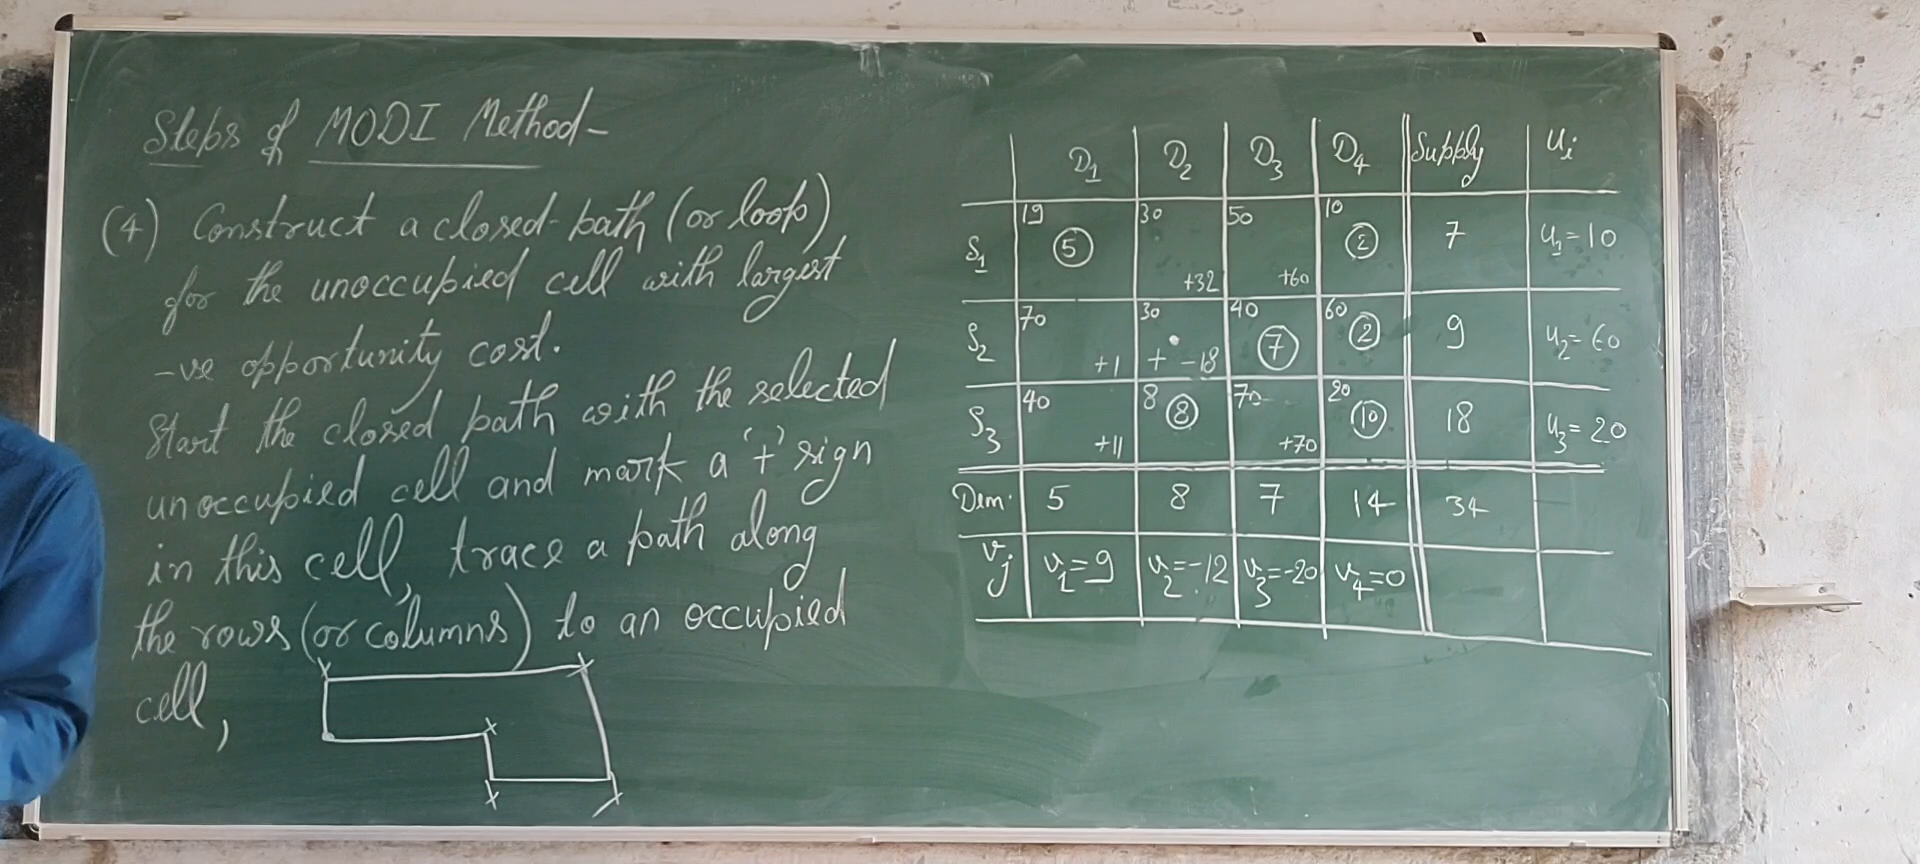 Steps of MODI Method-
(4) Construct a closed-path (or loop)
for the unoccupied cell with largest
-ve opportunity cost.
Start the closed path with the selected
unoccupied cell and mark a '+' sign
in this cell, trace a path along
the rows (or columns) to an occupied
cell,
D1 D2 D3 D4 Supply ui
S1 19 (5) 30 +32 50 +60 10 (2) 7 u1=10
S2 70 +1 30 + -18 40 (7) 60 (2) 9 u2=60
S3 40 +11 8 (8) 70 +70 20 (10) 18 u3=20
Dem. 5 8 7 14 34
vj v1=9 v2=-12 v3=-20 v4=0